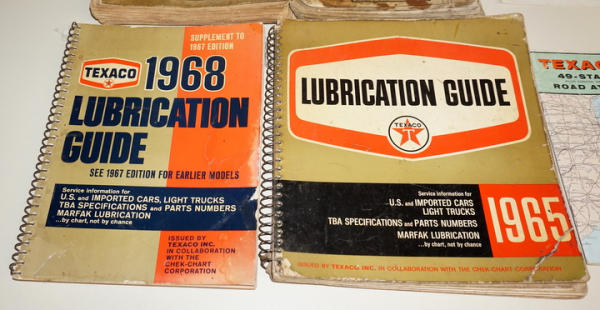 SUPPLEMENT TO
1967 EDITION
TEXACO
1968
LUBRICATION
GUIDE
SEE 1967 EDITION FOR EARLIER MODELS
Service information for
U.S. and IMPORTED CARS, LIGHT TRUCKS
TBA SPECIFICATIONS and PARTS NUMBERS
MARFAK LUBRICATION
...by chart, not by chance
ISSUED BY
TEXACO INC.
IN COLLABORATION
WITH THE
CHEK-CHART
CORPORATION
LUBRICATION GUIDE
TEXACO
T
Service information for
U.S. and IMPORTED CARS
LIGHT TRUCKS
TBA SPECIFICATIONS and PARTS NUMBERS
MARFAK LUBRICATION
...by chart, not by chance
1965
ISSUED BY TEXACO INC. IN COLLABORATION WITH THE CHEK-CHART CORPORATION
TEXACO
49-STA
ROAD AT